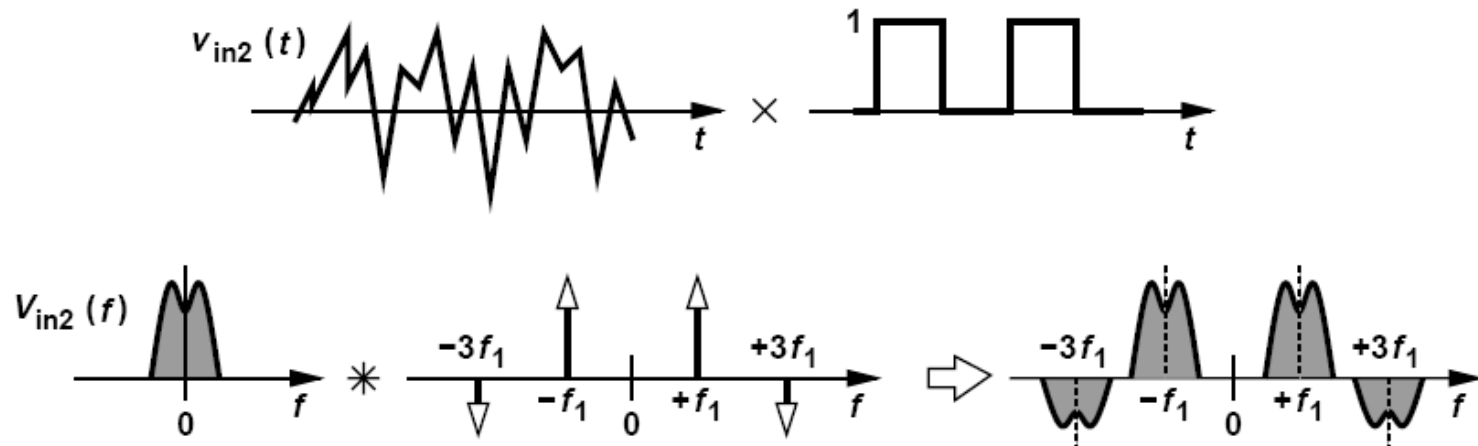 v_in2 (t)
t
×
1
t
V_in2 (f)
0
f
*
−3f_1
−f_1
0
+f_1
+3f_1
f
−3f_1
−f_1
0
+f_1
+3f_1
f